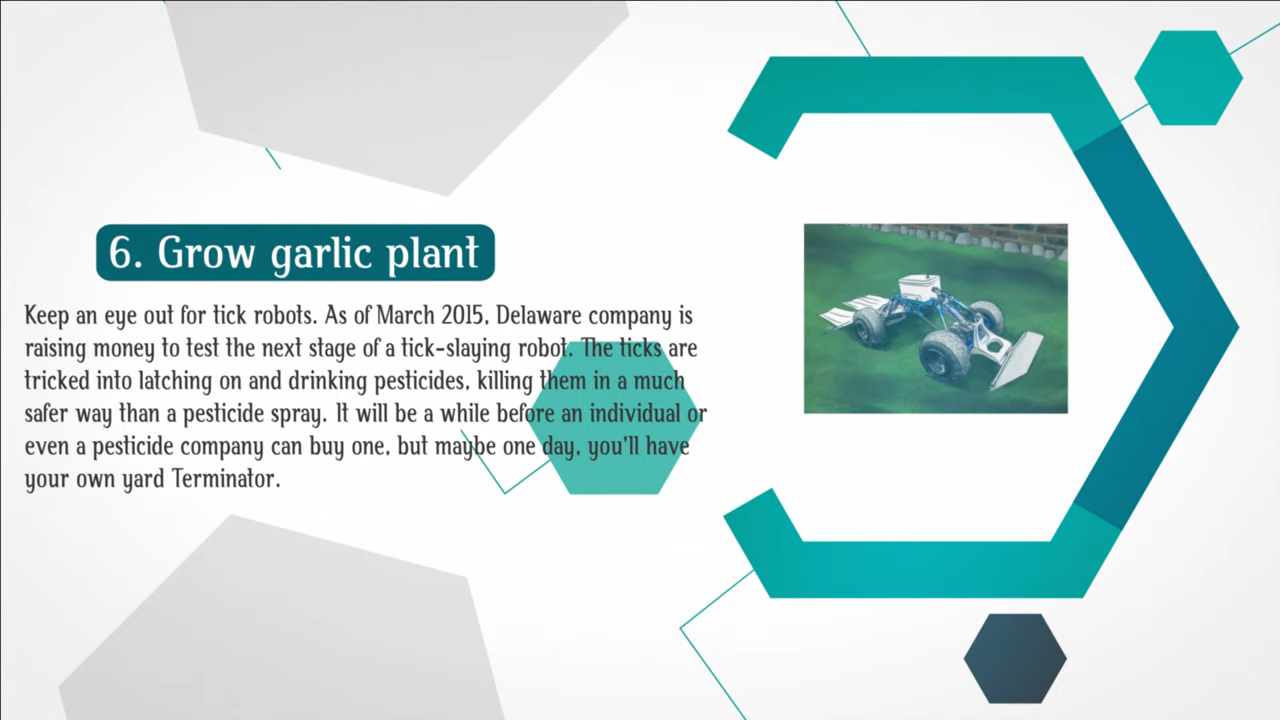 6. Grow garlic plant
Keep an eye out for tick robots. As of March 2015, Delaware company is
raising money to test the next stage of a tick-slaying robot. The ticks are
tricked into latching on and drinking pesticides, killing them in a much
safer way than a pesticide spray. It will be a while before an individual or
even a pesticide company can buy one, but maybe one day, you'll have
your own yard Terminator.